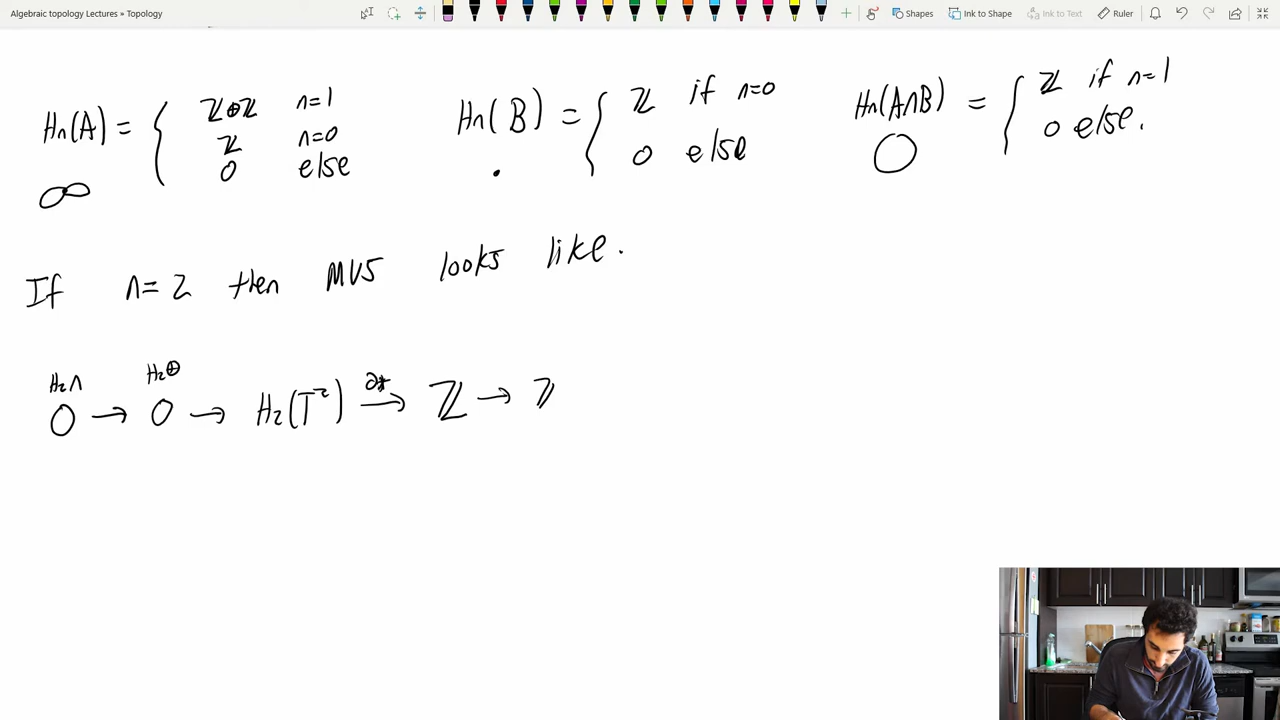 Algebraic topology Lectures – Topology
Shapes Ink to Shape Ink to Text Ruler
Hn(A) = { ℤ⊕ℤ n=1
ℤ n=0
0 else
Hn(B) = { ℤ if n=0
0 else
Hn(A∩B) = { ℤ if n=1
0 else.
If n=2 then MVS looks like.
H₂∩ H₂⊕
0 → 0 → H₂(T²) ∂* → ℤ → ℤ